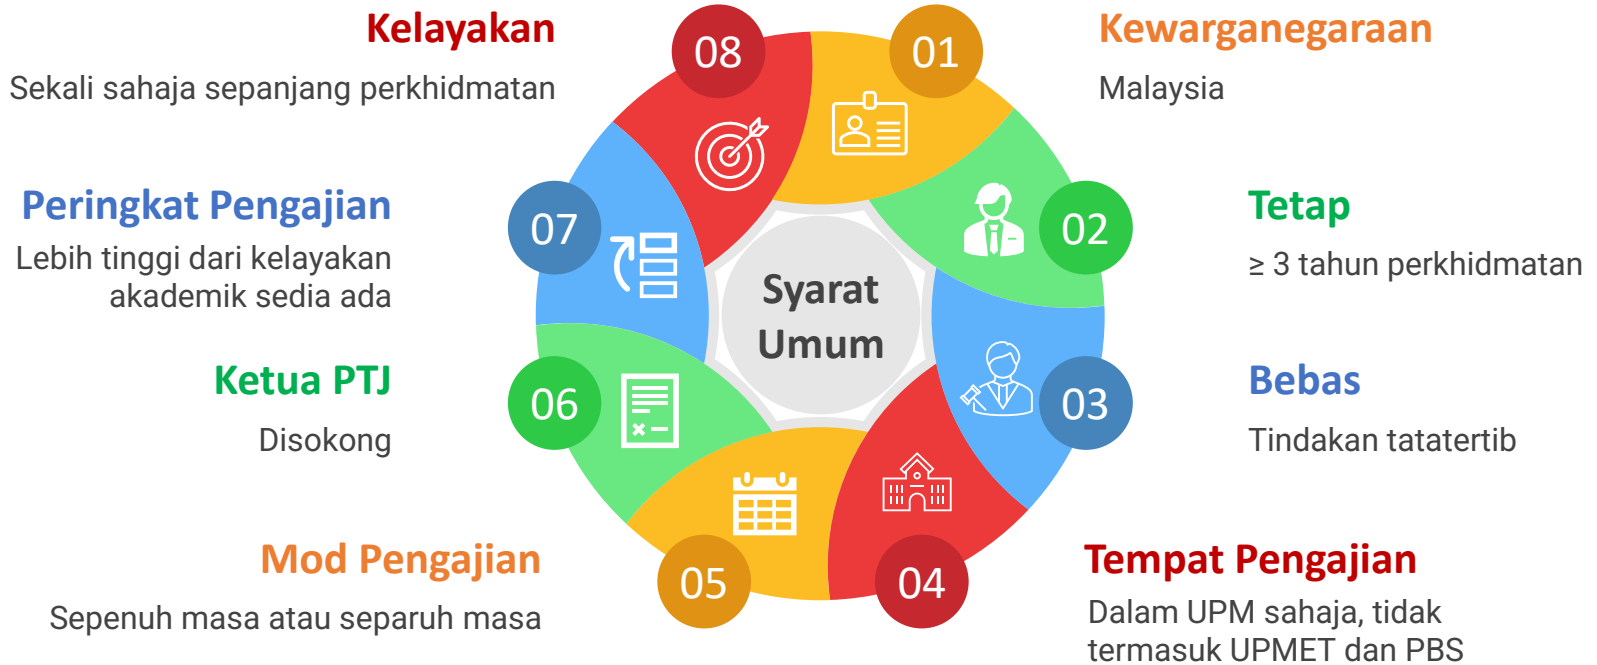 Syarat
Umum
01
Kewarganegaraan
Malaysia
02
Tetap
≥ 3 tahun perkhidmatan
03
Bebas
Tindakan tatatertib
04
Tempat Pengajian
Dalam UPM sahaja, tidak
termasuk UPMET dan PBS
05
Mod Pengajian
Sepenuh masa atau separuh masa
06
Ketua PTJ
Disokong
07
Peringkat Pengajian
Lebih tinggi dari kelayakan
akademik sedia ada
08
Kelayakan
Sekali sahaja sepanjang perkhidmatan